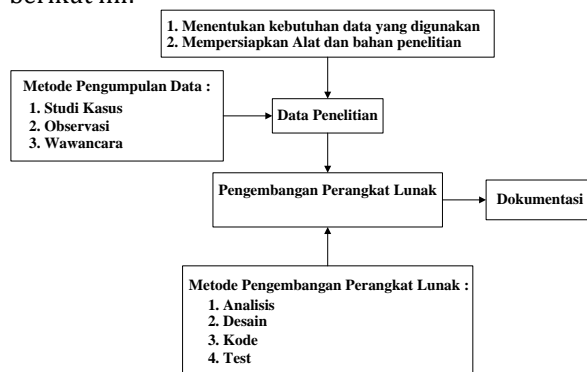 berikut ini:
1. Menentukan kebutuhan data yang digunakan
2. Mempersiapkan Alat dan bahan penelitian
Metode Pengumpulan Data :
1. Studi Kasus
2. Observasi
3. Wawancara
Data Penelitian
Pengembangan Perangkat Lunak
Dokumentasi
Metode Pengembangan Perangkat Lunak :
1. Analisis
2. Desain
3. Kode
4. Test